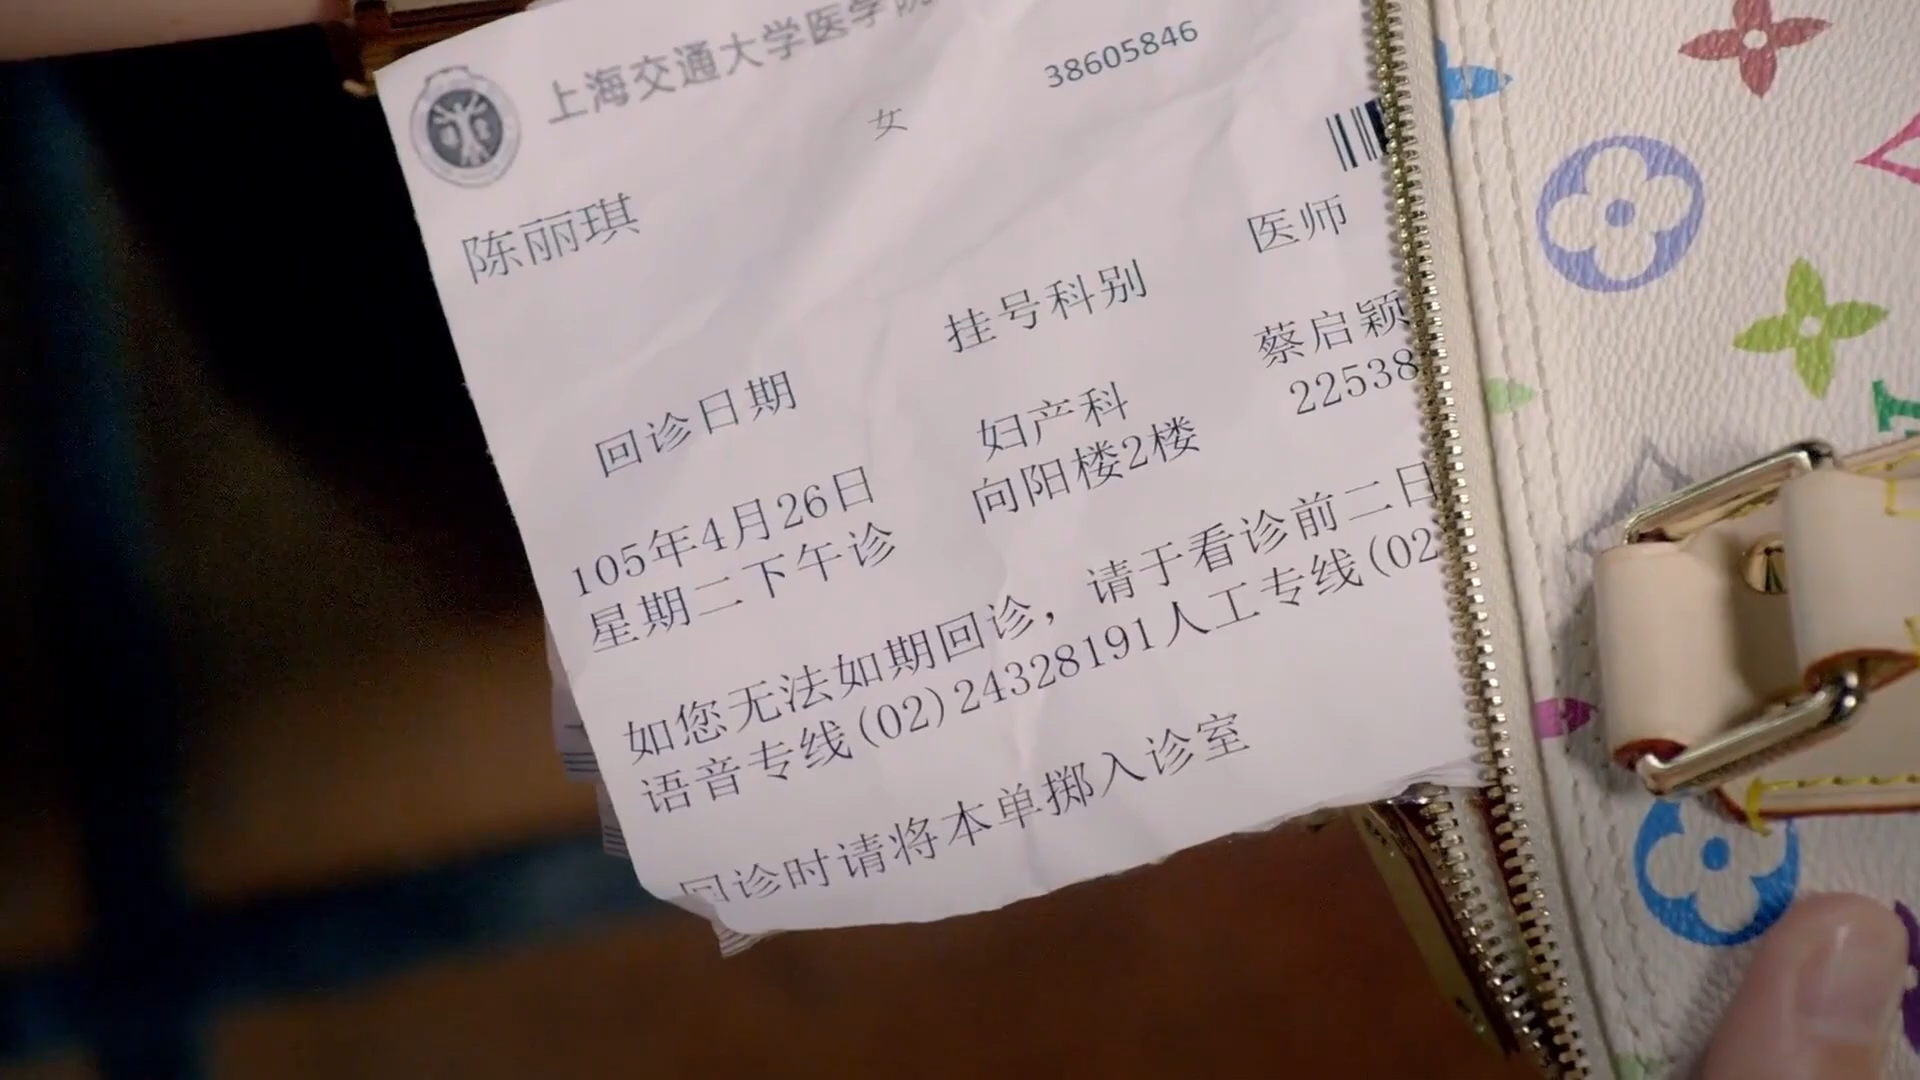 上海交通大学医学院
女
38605846
陈丽琪
回诊日期
挂号科别
医师
105年4月26日
星期二下午诊
妇产科
向阳楼2楼
蔡启颖
22538
如您无法如期回诊，请于看诊前二日
语音专线(02)24328191人工专线(02
回诊时请将本单掷入诊室